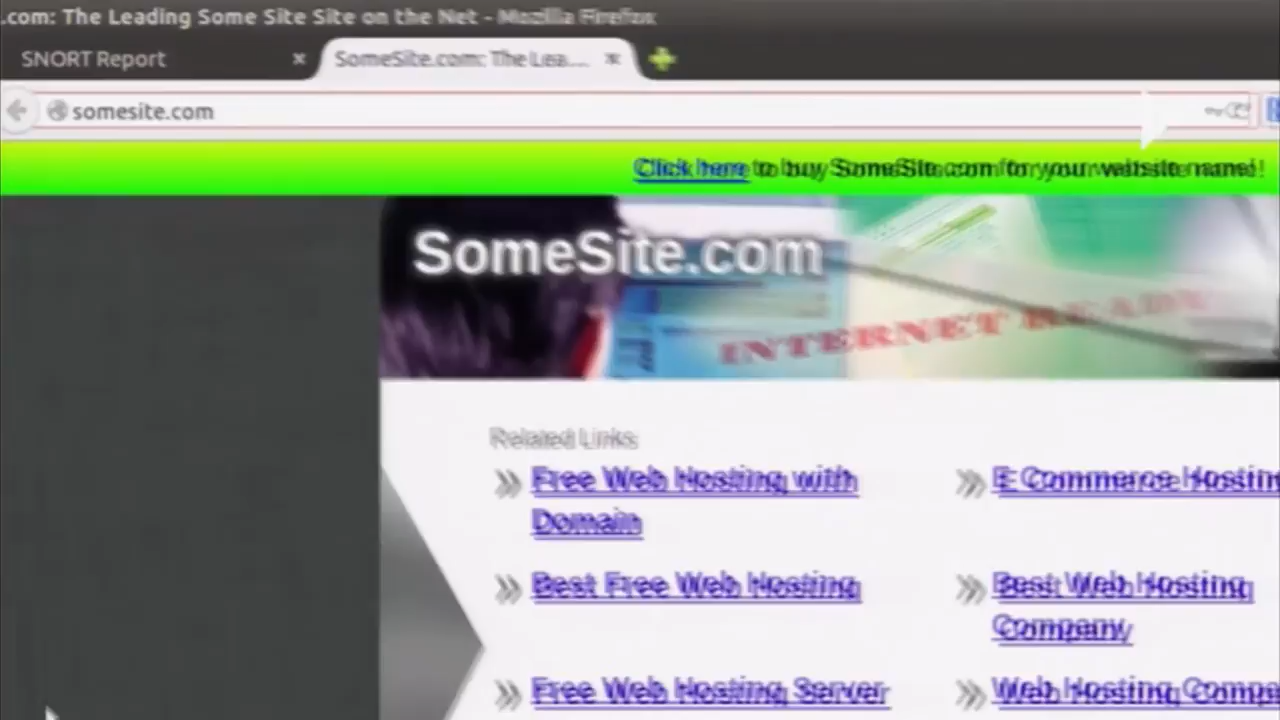 .com: The Leading Some Site Site on the Net - Mozilla Firefox
SNORT Report
SomeSite.com: The Lea...
somesite.com
Click here to buy SomeSite.com for your website name!
SomeSite.com
INTERNET READY
Related Links
Free Web Hosting with
Domain
E Commerce Hostin
Best Free Web Hosting
Best Web Hosting
Company
Free Web Hosting Server
Web Hosting Compa